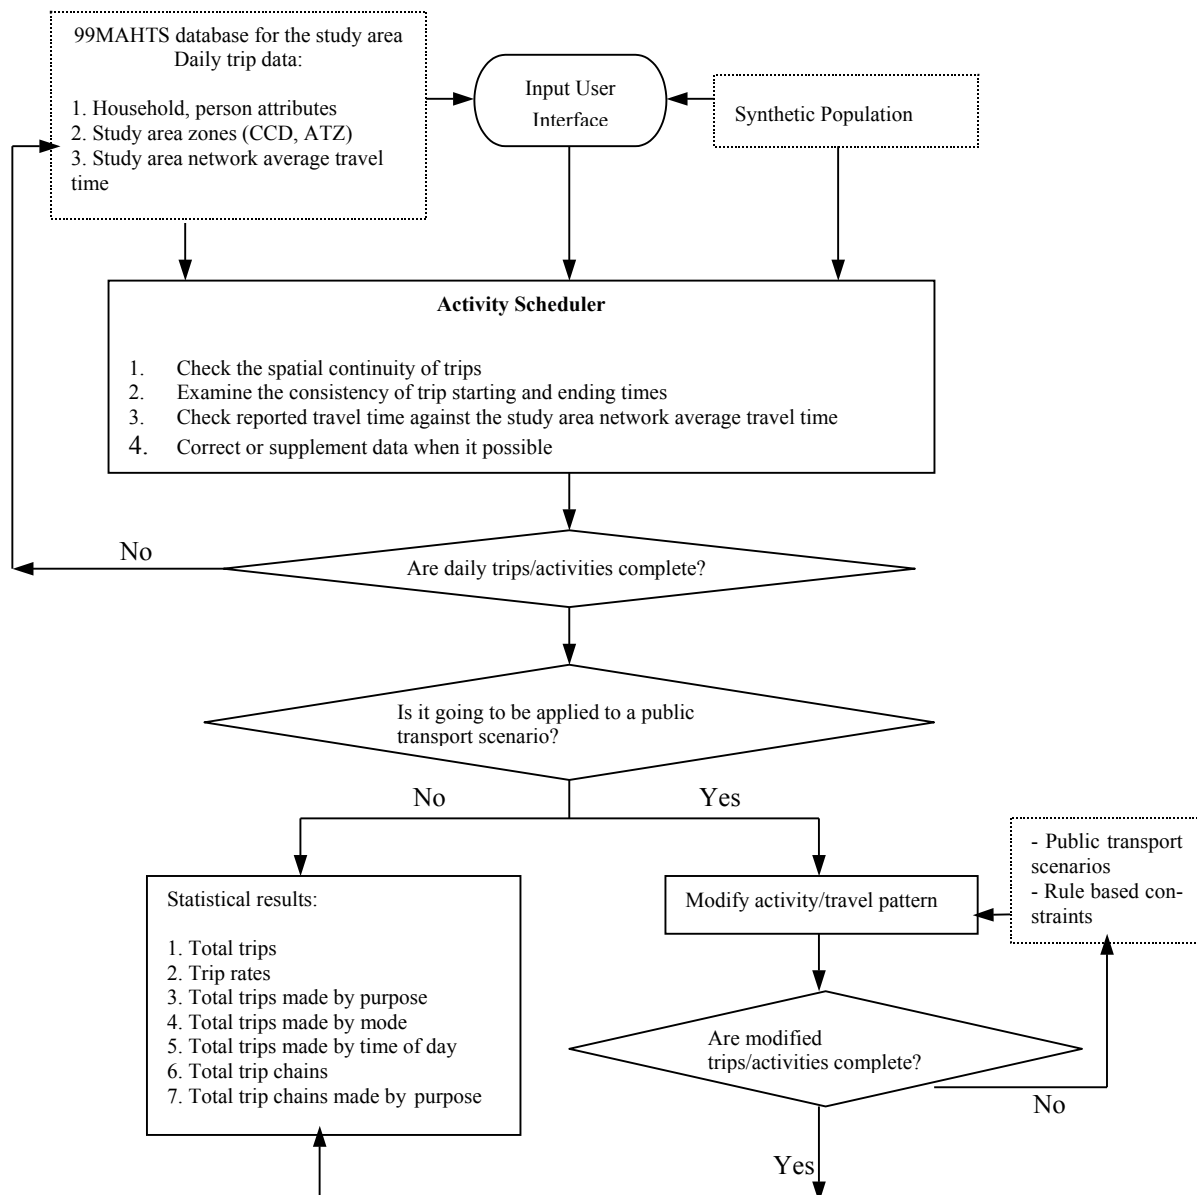 99MAHTS database for the study area
Daily trip data:
1. Household, person attributes
2. Study area zones (CCD, ATZ)
3. Study area network average travel
time
Input User
Interface
Synthetic Population
Activity Scheduler
1. Check the spatial continuity of trips
2. Examine the consistency of trip starting and ending times
3. Check reported travel time against the study area network average travel time
4. Correct or supplement data when it possible
No
Are daily trips/activities complete?
Is it going to be applied to a public
transport scenario?
No
Yes
Statistical results:
1. Total trips
2. Trip rates
3. Total trips made by purpose
4. Total trips made by mode
5. Total trips made by time of day
6. Total trip chains
7. Total trip chains made by purpose
Modify activity/travel pattern
- Public transport
scenarios
- Rule based con-
straints
Are modified
trips/activities complete?
No
Yes